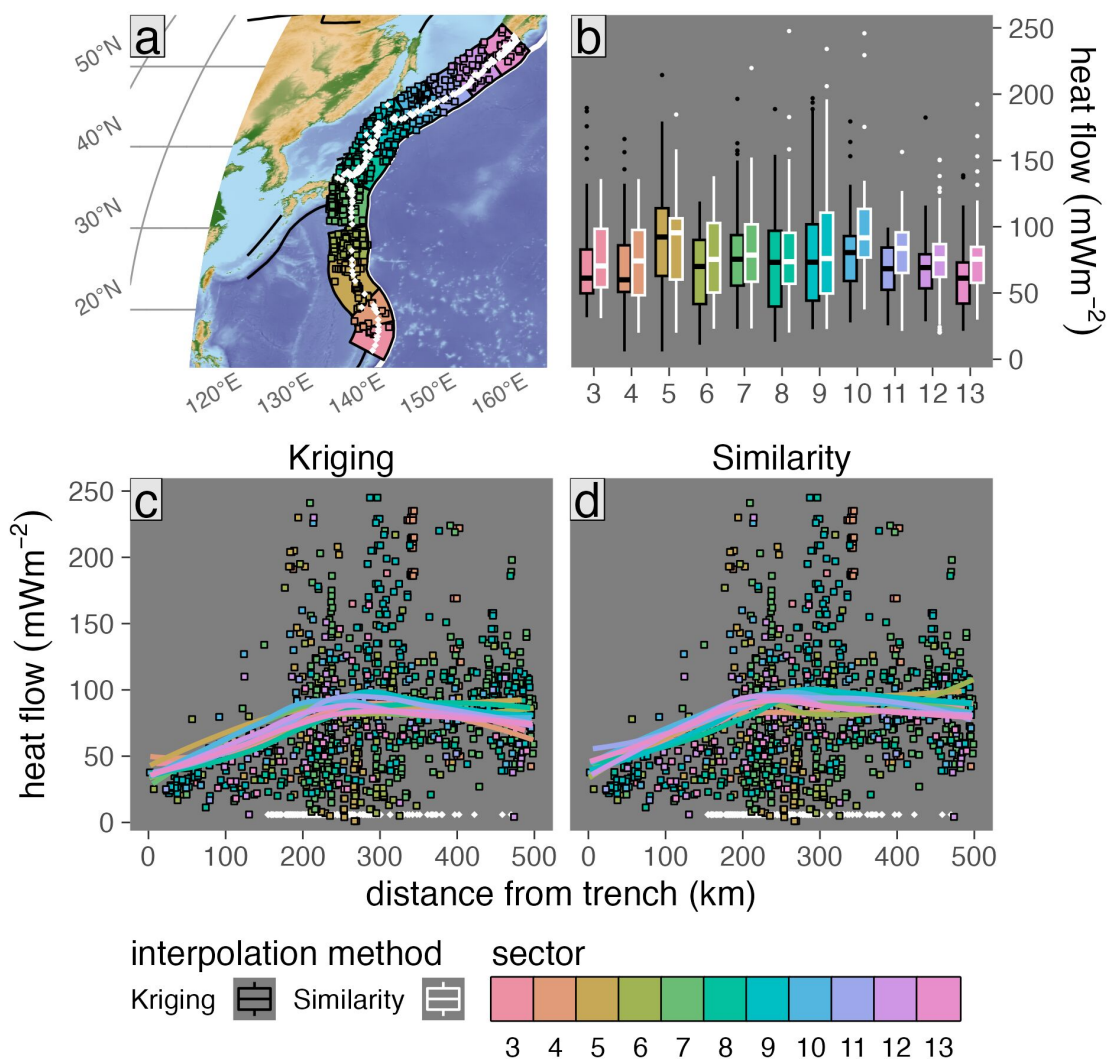 a
50°N
40°N
30°N
20°N
120°E 130°E 140°E 150°E 160°E
b
250
200
150
100
50
0
heat flow (mWm⁻²)
3 4 5 6 7 8 9 10 11 12 13
Kriging
Similarity
c
d
250
200
150
100
50
0
heat flow (mWm⁻²)
0 100 200 300 400 500
0 100 200 300 400 500
distance from trench (km)
interpolation method
Kriging
Similarity
sector
3 4 5 6 7 8 9 10 11 12 13